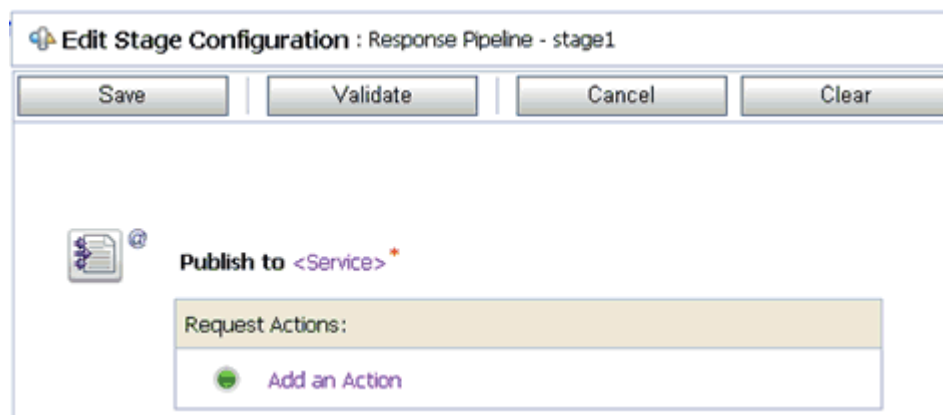 Edit Stage Configuration : Response Pipeline - stage1
Save Validate Cancel Clear
@
Publish to <Service>*
Request Actions:
Add an Action